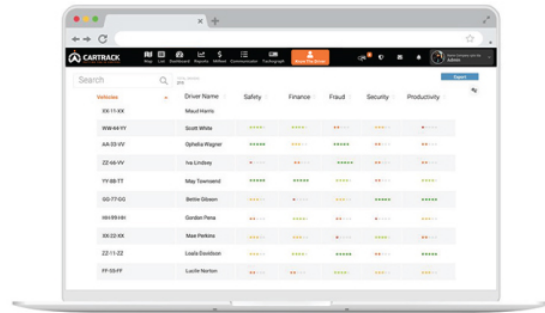 CARTRACK
Map List Dashboard Reports MiFleet Communicator Tachograph
Admin
Search
Export
Vehicles Driver Name Safety Finance Fraud Security Productivity
XX-11-XX Maud Harris
WW-44-YY Scott White
AA-33-VV Ophelia Wagner
ZZ-66-VV Iva Lindsey
YY-88-TT May Townsend
GG-77-GG Bettie Gibson
HH-99-HH Gordon Pena
XX-22-XX Mae Perkins
ZZ-11-ZZ Loula Davidson
FF-55-FF Lucile Norton